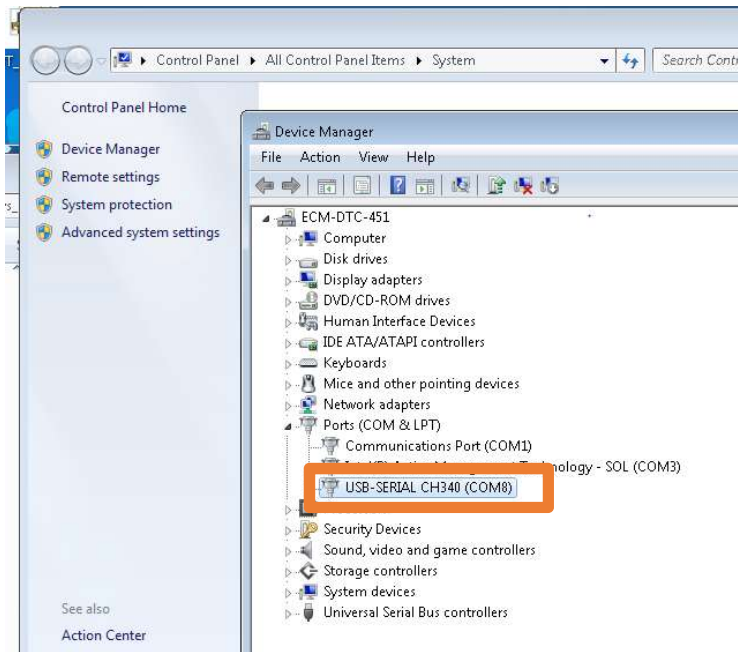 Control Panel ▸ All Control Panel Items ▸ System
Search Cont
Control Panel Home
Device Manager
Remote settings
System protection
Advanced system settings
See also
Action Center
Device Manager
File Action View Help
ECM-DTC-451
Computer
Disk drives
Display adapters
DVD/CD-ROM drives
Human Interface Devices
IDE ATA/ATAPI controllers
Keyboards
Mice and other pointing devices
Network adapters
Ports (COM & LPT)
Communications Port (COM1)
nology - SOL (COM3)
USB-SERIAL CH340 (COM8)
Security Devices
Sound, video and game controllers
Storage controllers
System devices
Universal Serial Bus controllers